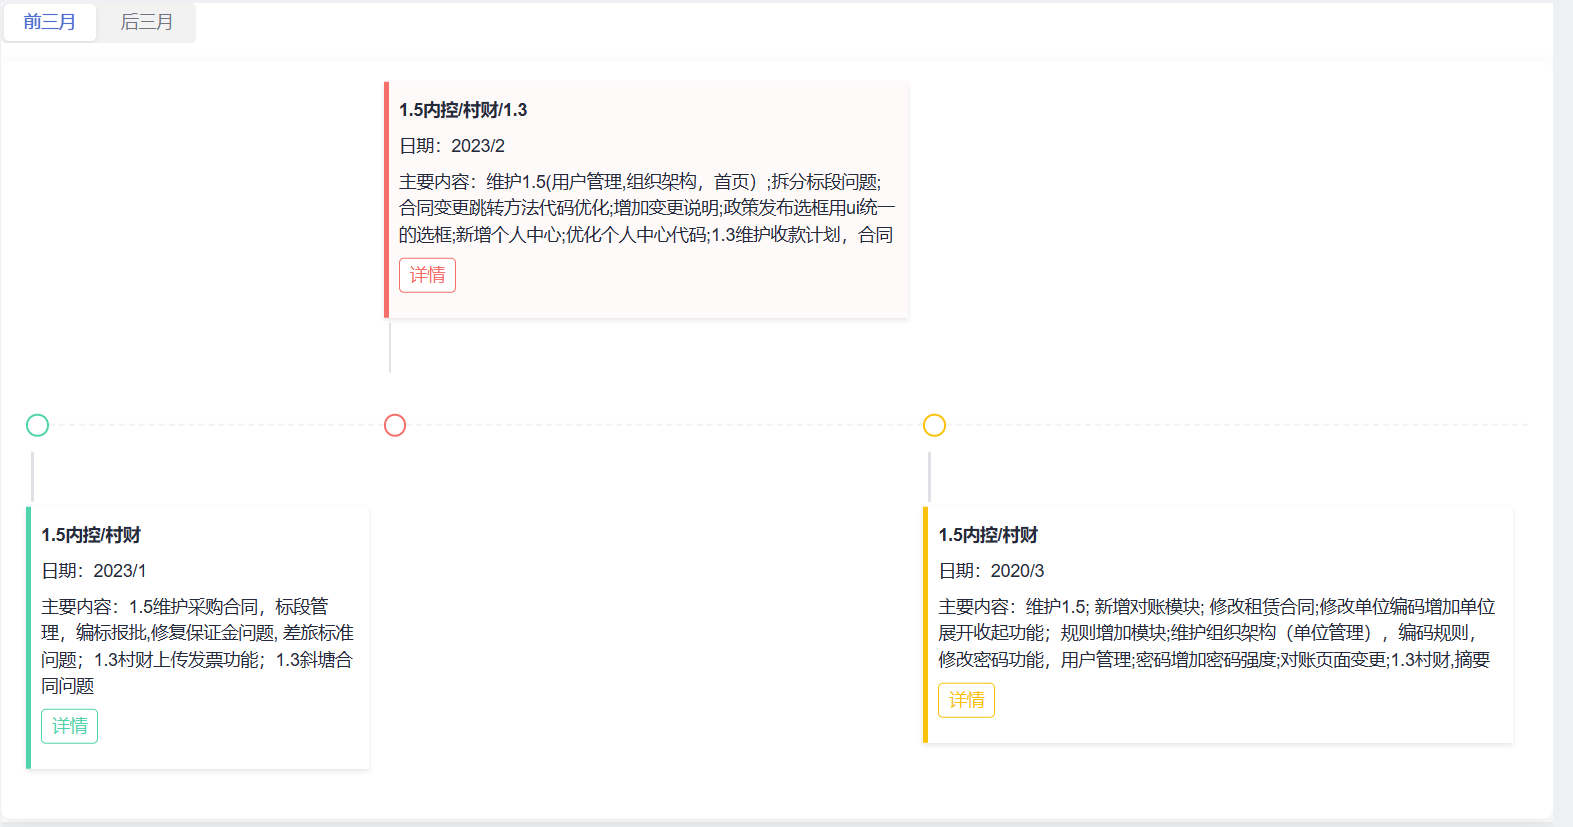 前三月
后三月
1.5内控/村财/1.3
日期：2023/2
主要内容：维护1.5(用户管理,组织架构，首页）;拆分标段问题;
合同变更跳转方法代码优化;增加变更说明;政策发布选框用ui统一
的选框;新增个人中心;优化个人中心代码;1.3维护收款计划，合同
详情
1.5内控/村财
日期：2023/1
主要内容：1.5维护采购合同，标段管
理，编标报批,修复保证金问题, 差旅标准
问题；1.3村财上传发票功能；1.3斜塘合
同问题
详情
1.5内控/村财
日期：2020/3
主要内容：维护1.5; 新增对账模块; 修改租赁合同;修改单位编码增加单位
展开收起功能；规则增加模块;维护组织架构（单位管理），编码规则，
修改密码功能，用户管理;密码增加密码强度;对账页面变更;1.3村财,摘要
详情